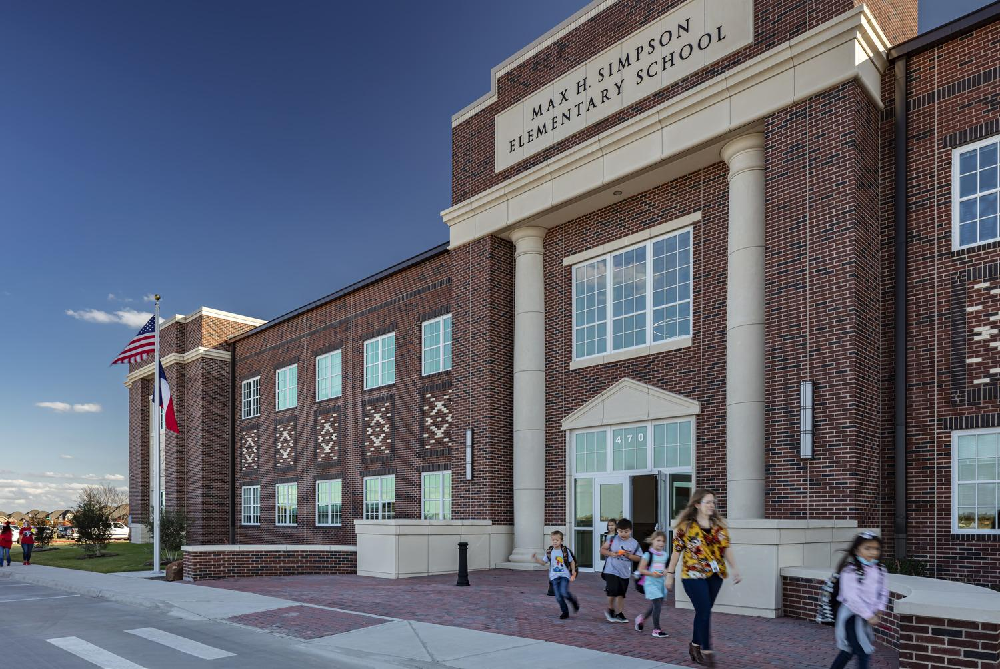 MAX H. SIMPSON
ELEMENTARY SCHOOL
470